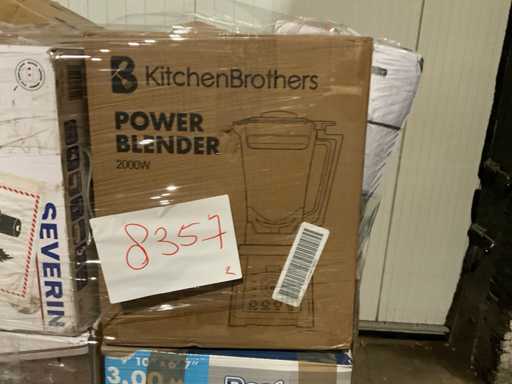 KitchenBrothers
POWER
BLENDER
2000W
8357
SEVERIN
3.00